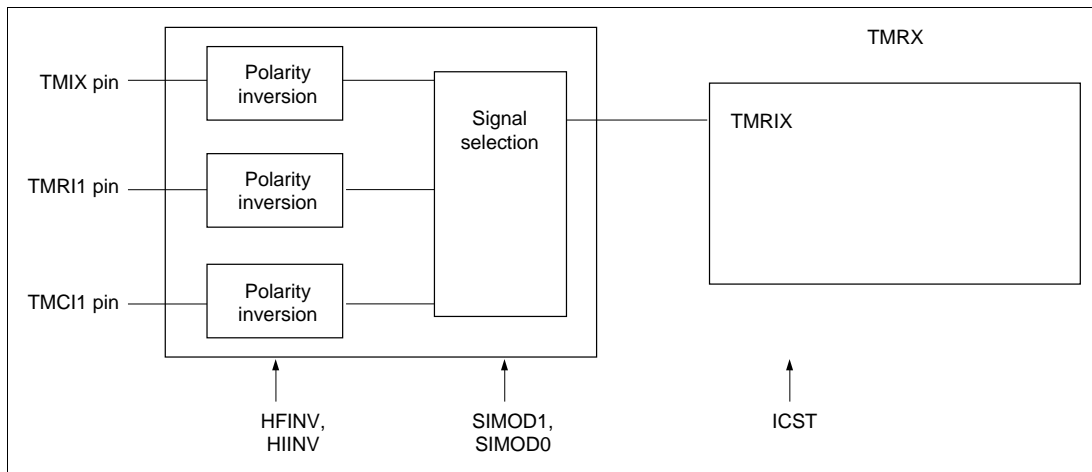 TMRX
TMIX pin
Polarity
inversion
Signal
selection
TMRIX
TMRI1 pin
Polarity
inversion
TMCI1 pin
Polarity
inversion
HFINV,
HIINV
SIMOD1,
SIMOD0
ICST